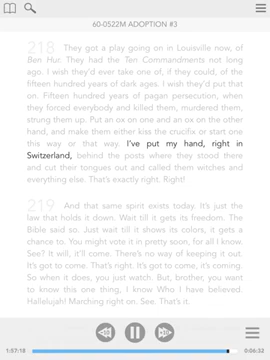 60-0522M ADOPTION #3
218 They got a play going on in Louisville now, of
Ben Hur. They had the Ten Commandments not long
ago. I wish they'd ever take one of, if they could, of the
fifteen hundred years of dark ages. I wish they'd put that
on. Fifteen hundred years of pagan persecution, when
they forced everybody and killed them, murdered them,
strung them up. Put an ox on one and an ox on the other
hand, and make them either kiss the crucifix or start one
this way or that way. I've put my hand, right in
Switzerland, behind the posts where they stood there
and cut their tongues out and called them witches and
everything else. That's exactly right. Right!
219 And that same spirit exists today. It's just the
law that holds it down. Wait till it gets its freedom. The
Bible said so. Just wait till it shows its colors, it gets a
chance to. You might vote it in pretty soon, for all I know.
See? It will, it'll come. There's no way of keeping it out.
It's got to come. That's right. It's got to come, it's coming.
So when it does, you just watch. But, brother, you want
to know this one thing, I know Who I have believed.
Hallelujah! Marching right on. See. That's it.
1:57:18
0:06:32